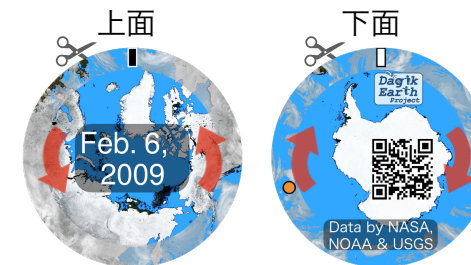 上面
下面
Feb. 6,
2009
Dagik
Earth
Project
Data by NASA,
NOAA & USGS